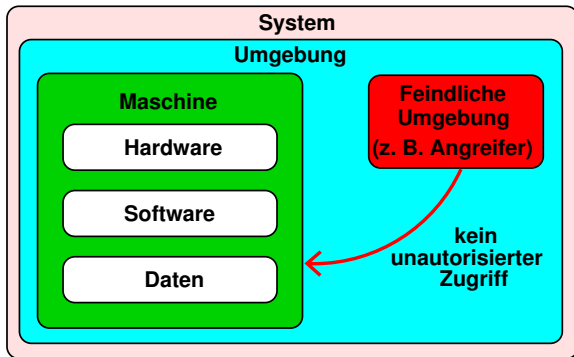 System
Umgebung
Maschine
Hardware
Software
Daten
Feindliche
Umgebung
(z. B. Angreifer)
kein
unautorisierter
Zugriff